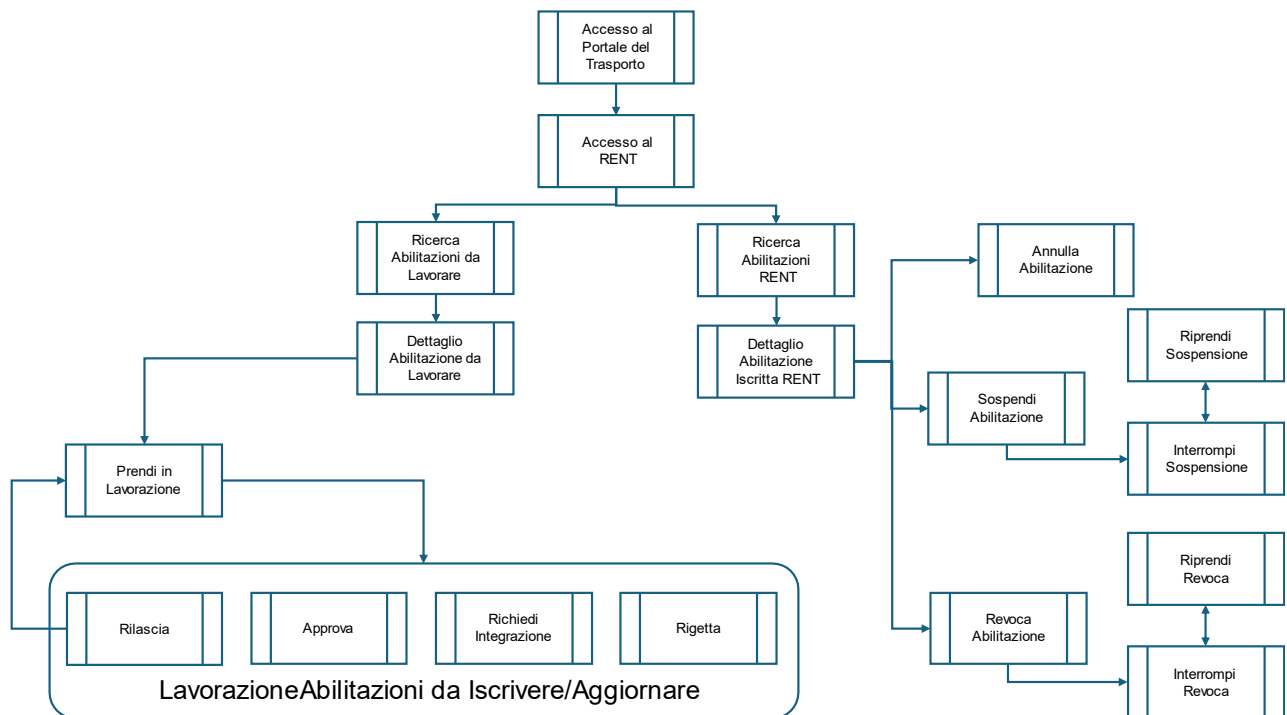 Accesso al
Portale del
Trasporto
Accesso al
RENT
Ricerca
Abilitazioni da
Lavorare
Ricerca
Abilitazioni
RENT
Annulla
Abilitazione
Dettaglio
Abilitazione da
Lavorare
Dettaglio
Abilitazione
Iscritta RENT
Riprendi
Sospensione
Sospendi
Abilitazione
Prendi in
Lavorazione
Interrompi
Sospensione
Riprendi
Revoca
Rilascia
Approva
Richiedi
Integrazione
Rigetta
Revoca
Abilitazione
Interrompi
Revoca
LavorazioneAbilitazioni da Iscrivere/Aggiornare